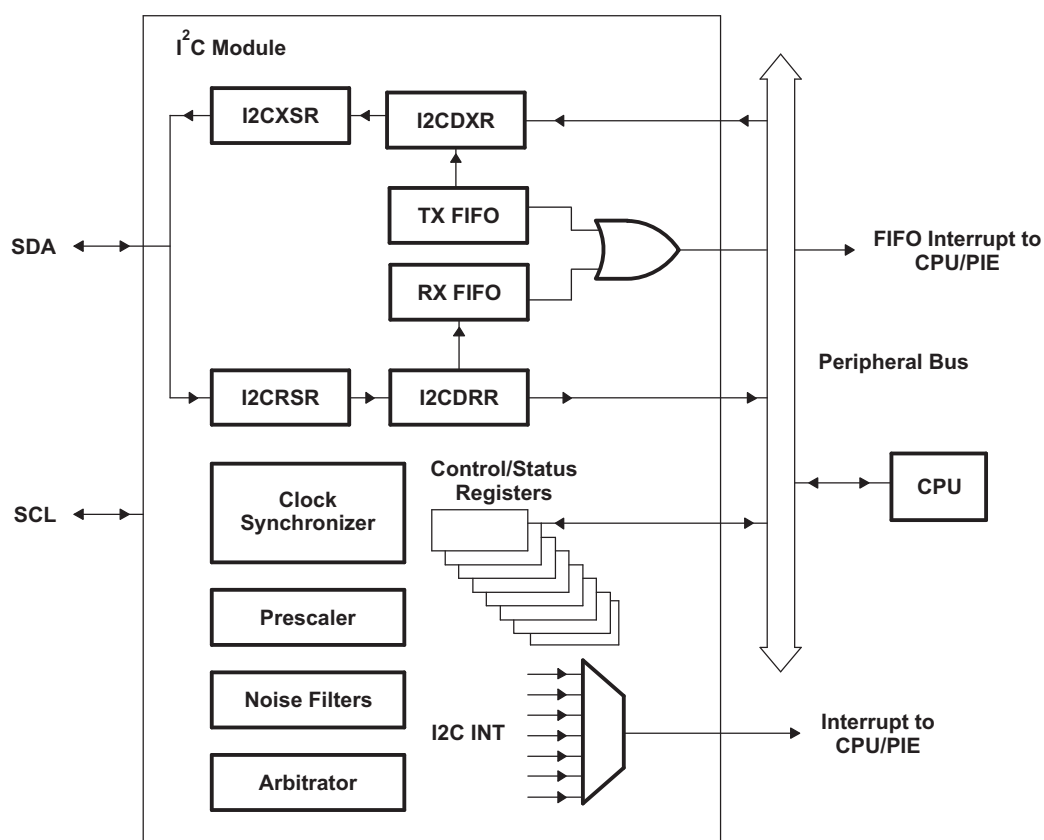 I²C Module
I2CXSR
I2CDXR
TX FIFO
SDA
FIFO Interrupt to
CPU/PIE
RX FIFO
Peripheral Bus
I2CRSR
I2CDRR
Control/Status
Registers
Clock
Synchronizer
SCL
CPU
Prescaler
Noise Filters
I2C INT
Interrupt to
CPU/PIE
Arbitrator